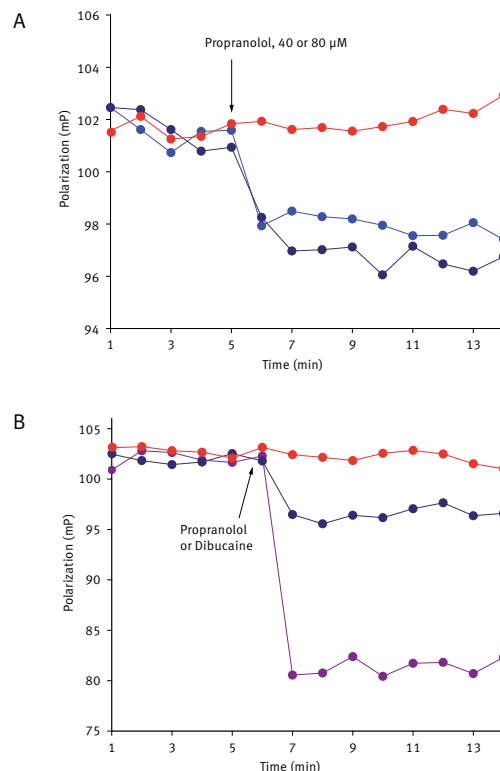 A
106
Propranolol, 40 or 80 µM
104
102
100
98
96
94
Polarization (mP)
1 3 5 7 9 11 13
Time (min)
B
105
100
95
90
85
80
75
Polarization (mP)
Propranolol
or Dibucaine
1 3 5 7 9 11 13
Time (min)